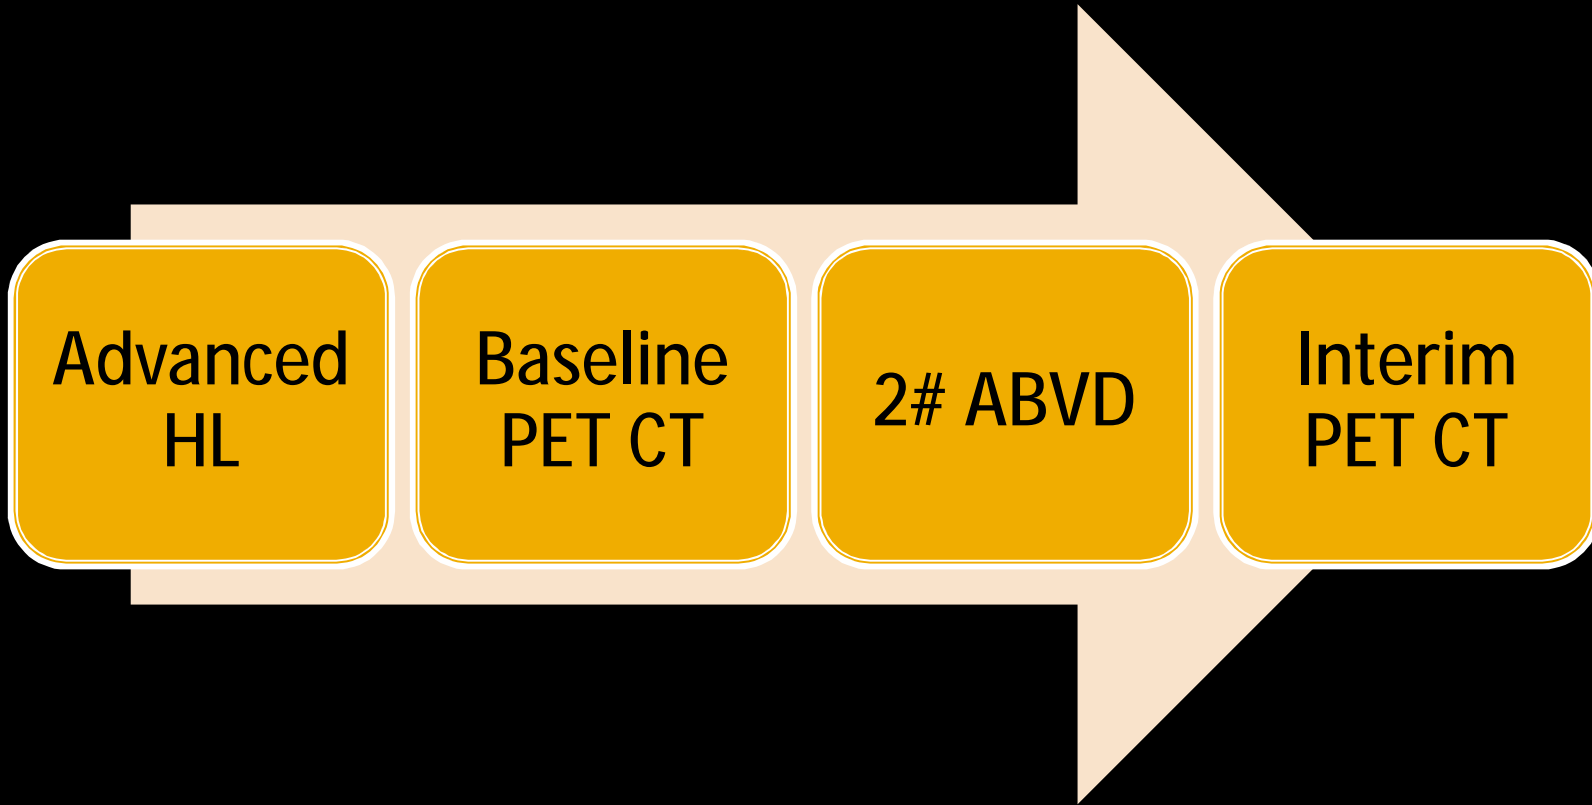 Advanced
HL
Baseline
PET CT
2# ABVD
Interim
PET CT